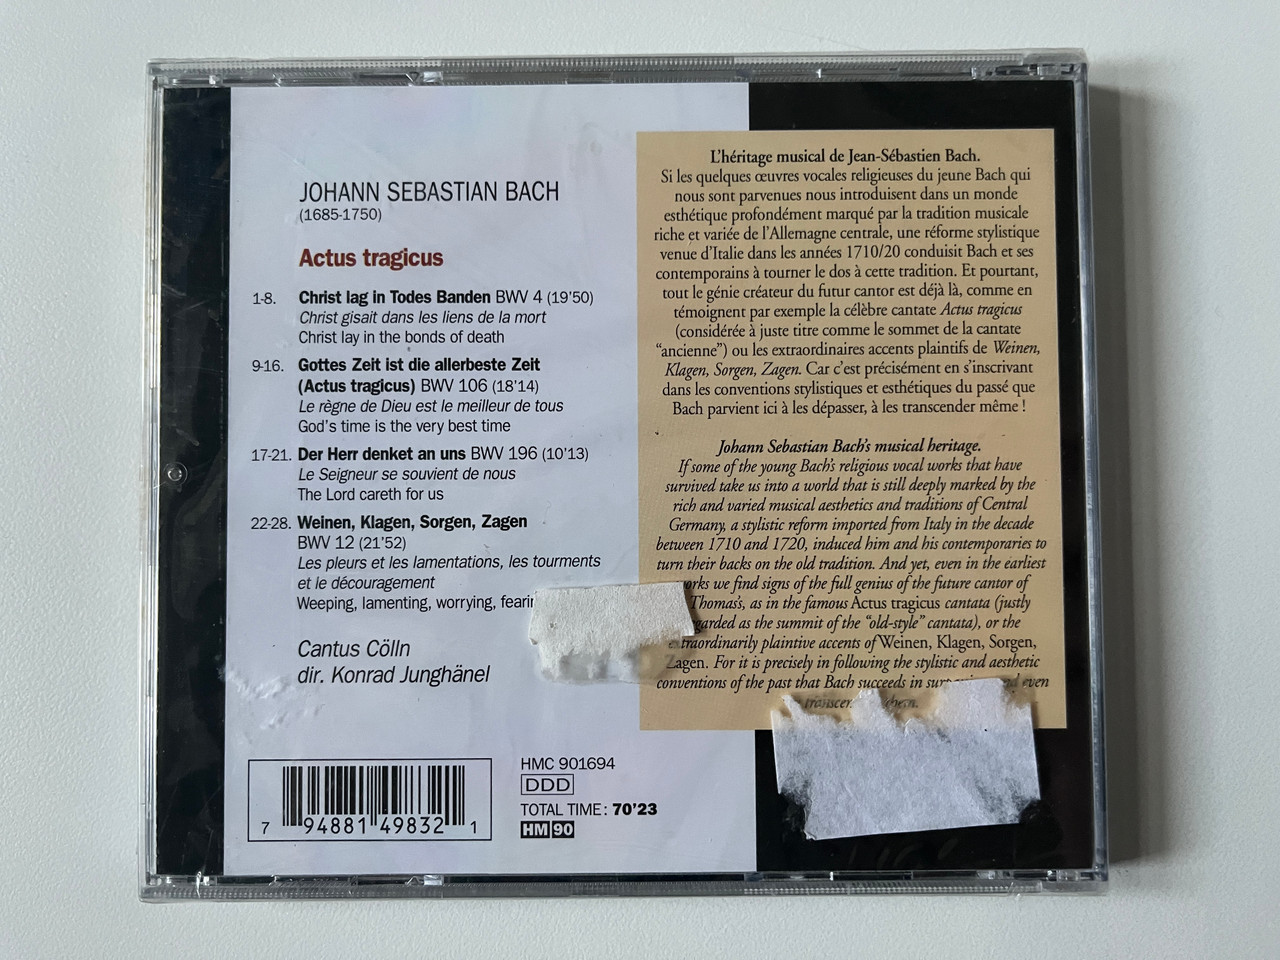 JOHANN SEBASTIAN BACH
(1685-1750)
Actus tragicus
1-8. Christ lag in Todes Banden BWV 4 (19'50)
Christ gisait dans les liens de la mort
Christ lay in the bonds of death
9-16. Gottes Zeit ist die allerbeste Zeit
(Actus tragicus) BWV 106 (18'14)
Le règne de Dieu est le meilleur de tous
God's time is the very best time
17-21. Der Herr denket an uns BWV 196 (10'13)
Le Seigneur se souvient de nous
The Lord careth for us
22-28. Weinen, Klagen, Sorgen, Zagen
BWV 12 (21'52)
Les pleurs et les lamentations, les tourments
et le découragement
Weeping, lamenting, worrying,
Cantus Cölln
dir. Konrad Junghänel
7 94881 49832 1
HMC 901694
DDD
TOTAL TIME : 70'23
HM 90
L'héritage musical de Jean-Sébastien Bach.
Si les quelques œuvres vocales religieuses du jeune Bach qui
nous sont parvenues nous introduisent dans un monde
esthétique profondément marqué par la tradition musicale
riche et variée de l'Allemagne centrale, une réforme stylistique
venue d'Italie dans les années 1710/20 conduisit Bach et ses
contemporains à tourner le dos à cette tradition. Et pourtant,
tout le génie créateur du futur cantor est déjà là, comme en
témoignent par exemple la célèbre cantate Actus tragicus
(considérée à juste titre comme le sommet de la cantate
“ancienne”) ou les extraordinaires accents plaintifs de Weinen,
Klagen, Sorgen, Zagen. Car c'est précisément en s'inscrivant
dans les conventions stylistiques et esthétiques du passé que
Bach parvient ici à les dépasser, à les transcender même !
Johann Sebastian Bach's musical heritage.
If some of the young Bach's religious vocal works that have
survived take us into a world that is still deeply marked by the
rich and varied musical aesthetics and traditions of Central
Germany, a stylistic reform imported from Italy in the decade
between 1710 and 1720, induced him and his contemporaries to
turn their backs on the old tradition. And yet, even in the earliest
works we find signs of the full genius of the future cantor of
Thomas's, as in the famous Actus tragicus cantata (justly
regarded as the summit of the “old-style” cantata), or the
extraordinarily plaintive accents of Weinen, Klagen, Sorgen,
Zagen. For it is precisely in following the stylistic and aesthetic
conventions of the past that Bach succeeds in even